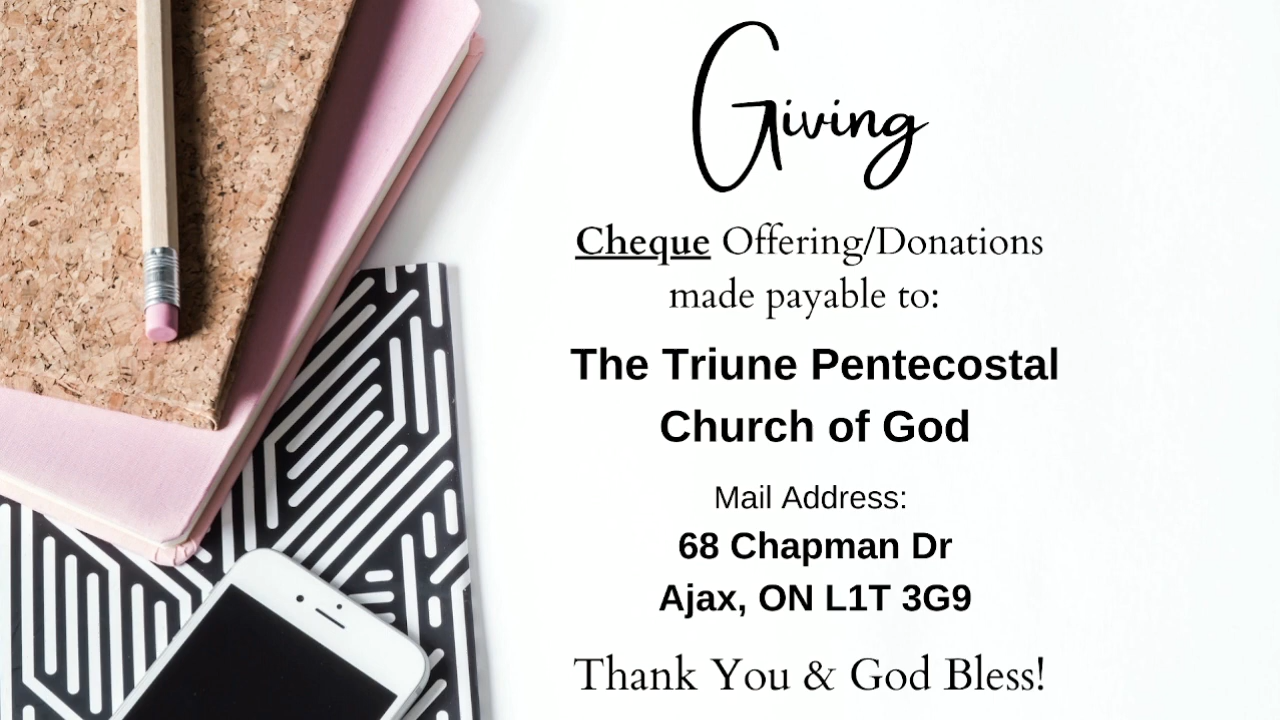 Giving
Cheque Offering/Donations
made payable to:
The Triune Pentecostal
Church of God
Mail Address:
68 Chapman Dr
Ajax, ON L1T 3G9
Thank You & God Bless!